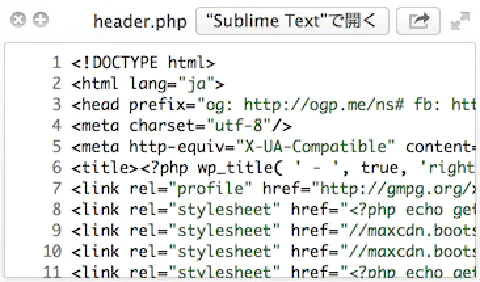 header.php "Sublime Text"で開く
1 <!DOCTYPE html>
2 <html lang="ja">
3 <head prefix="og: http://ogp.me/ns# fb: htt
4 <meta charset="utf-8"/>
5 <meta http-equiv="X-UA-Compatible" content=
6 <title><?php wp_title( ' - ', true, 'right
7 <link rel="profile" href="http://gmpg.org/x
8 <link rel="stylesheet" href="<?php echo get
9 <link rel="stylesheet" href="//maxcdn.boots
10 <link rel="stylesheet" href="//maxcdn.boots
11 <link rel="stylesheet" href="<?php echo get